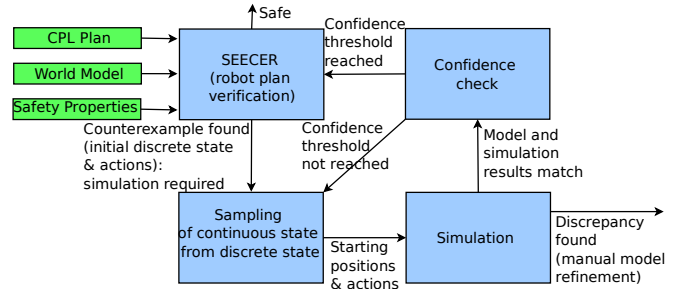 Safe
CPL Plan
World Model
Safety Properties
SEECER
(robot plan
verification)
Confidence
threshold
reached
Confidence
check
Counterexample found
(initial discrete state
& actions):
simulation required
Confidence
threshold
not reached
Model and
simulation
results match
Sampling
of continuous state
from discrete state
Starting
positions
& actions
Simulation
Discrepancy
found
(manual model
refinement)